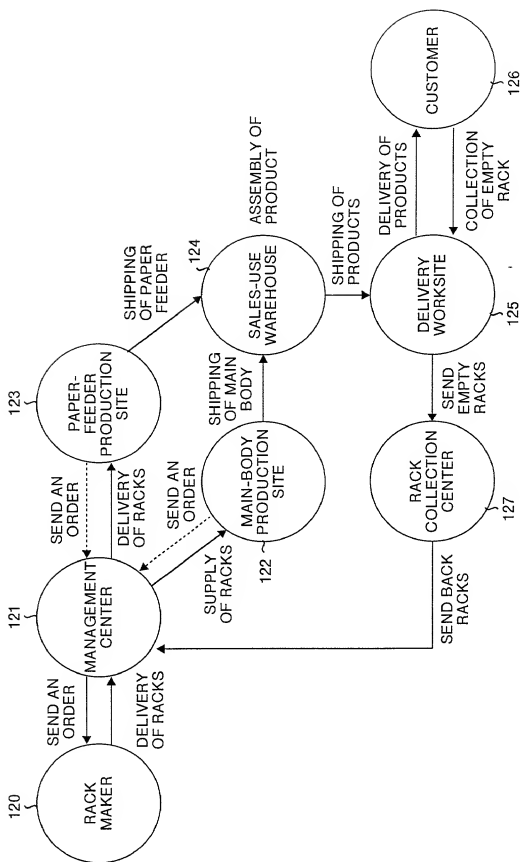 120
RACK
MAKER
SEND AN
ORDER
DELIVERY
OF RACKS
121
MANAGEMENT
CENTER
SEND AN
ORDER
DELIVERY
OF RACKS
SEND AN
ORDER
SUPPLY
OF RACKS
123
PAPER-
FEEDER
PRODUCTION
SITE
122
MAIN-BODY
PRODUCTION
SITE
SHIPPING
OF PAPER
FEEDER
SHIPPING
OF MAIN
BODY
124
SALES-USE
WAREHOUSE
ASSEMBLY OF
PRODUCT
SHIPPING OF
PRODUCTS
125
DELIVERY
WORKSITE
DELIVERY OF
PRODUCTS
COLLECTION
OF EMPTY
RACK
126
CUSTOMER
SEND
EMPTY
RACKS
127
RACK
COLLECTION
CENTER
SEND BACK
RACKS